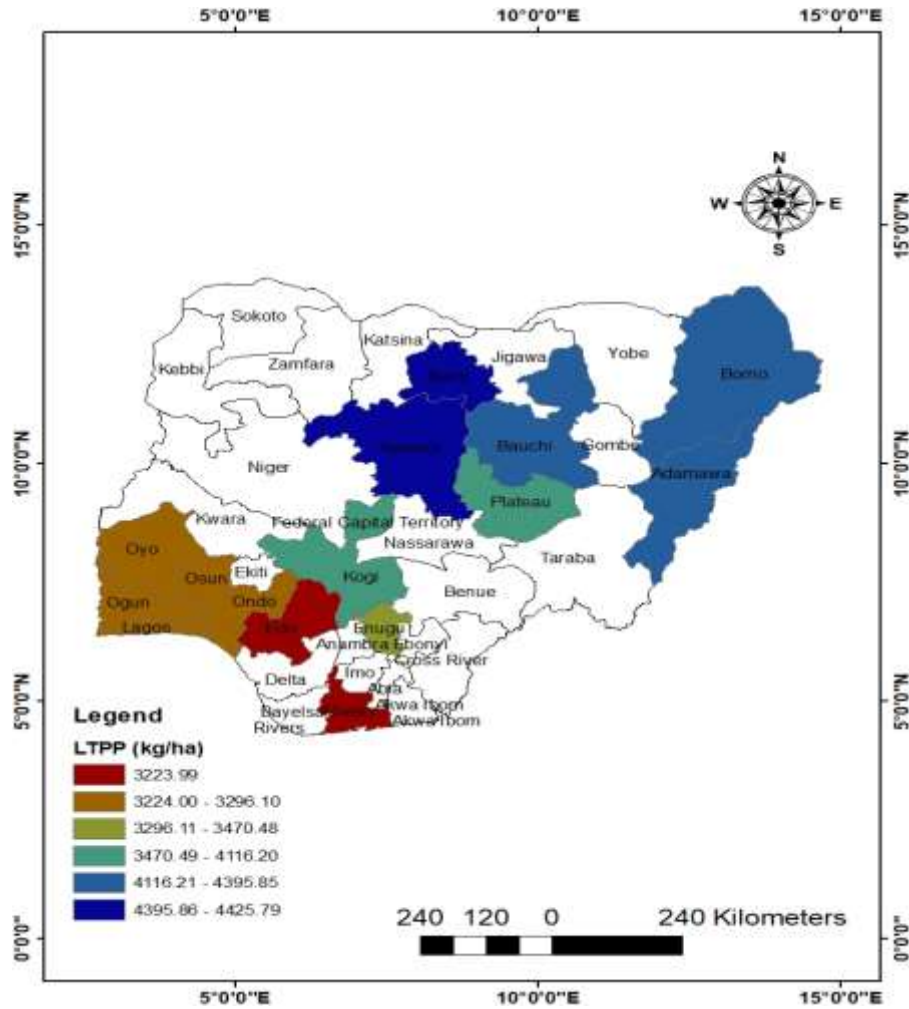 5°0'0"E 10°0'0"E 15°0'0"E
N
W E
S
15°0'0"N 15°0'0"N
Sokoto
Katsina
Jigawa
Yobe
Kebbi
Zamfara
Borno
Bauchi
Gombe
10°0'0"N 10°0'0"N
Niger
Adamawa
Plateau
Kwara
Federal Capital Territory
Nassarawa
Oyo
Taraba
Osun
Ekiti
Kogi
Benue
Ogun
Ondo
Lagos
Edo
Enugu
Anambra Ebonyi
Cross River
Delta
Imo
Abia
5°0'0"N 5°0'0"N
Bayelsa
Akwa Ibom
Rivers
Akwa Ibom
Legend
LTPP (kg/ha)
3223.99
3224.00 - 3296.10
3296.11 - 3470.48
3470.49 - 4116.20
4116.21 - 4395.85
4395.86 - 4425.79
240 120 0 240 Kilometers
0°0'0" 0°0'0"
5°0'0"E 10°0'0"E 15°0'0"E